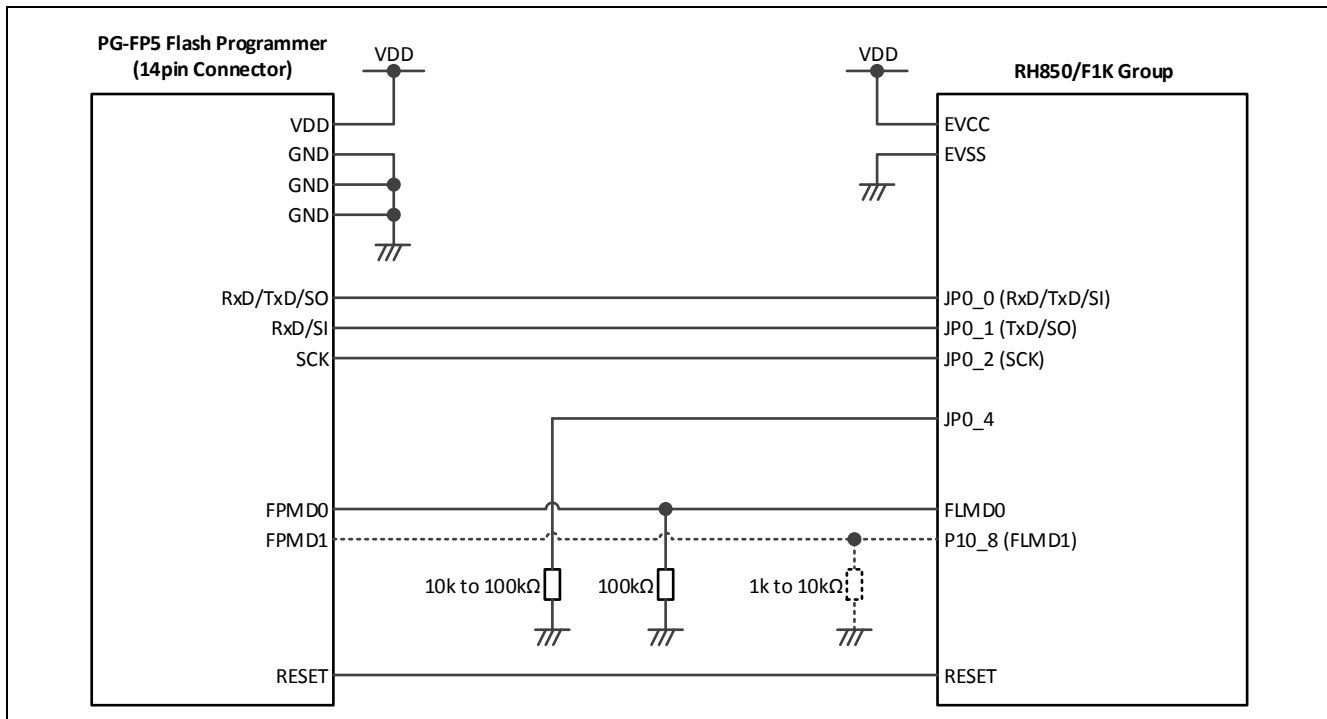 PG-FP5 Flash Programmer
(14pin Connector)
VDD
VDD
RH850/F1K Group
VDD
GND
GND
GND
EVCC
EVSS
RxD/TxD/SO
RxD/SI
SCK
JP0_0 (RxD/TxD/SI)
JP0_1 (TxD/SO)
JP0_2 (SCK)
JP0_4
FPMD0
FPMD1
FLMD0
P10_8 (FLMD1)
10k to 100kΩ
100kΩ
1k to 10kΩ
RESET
RESET